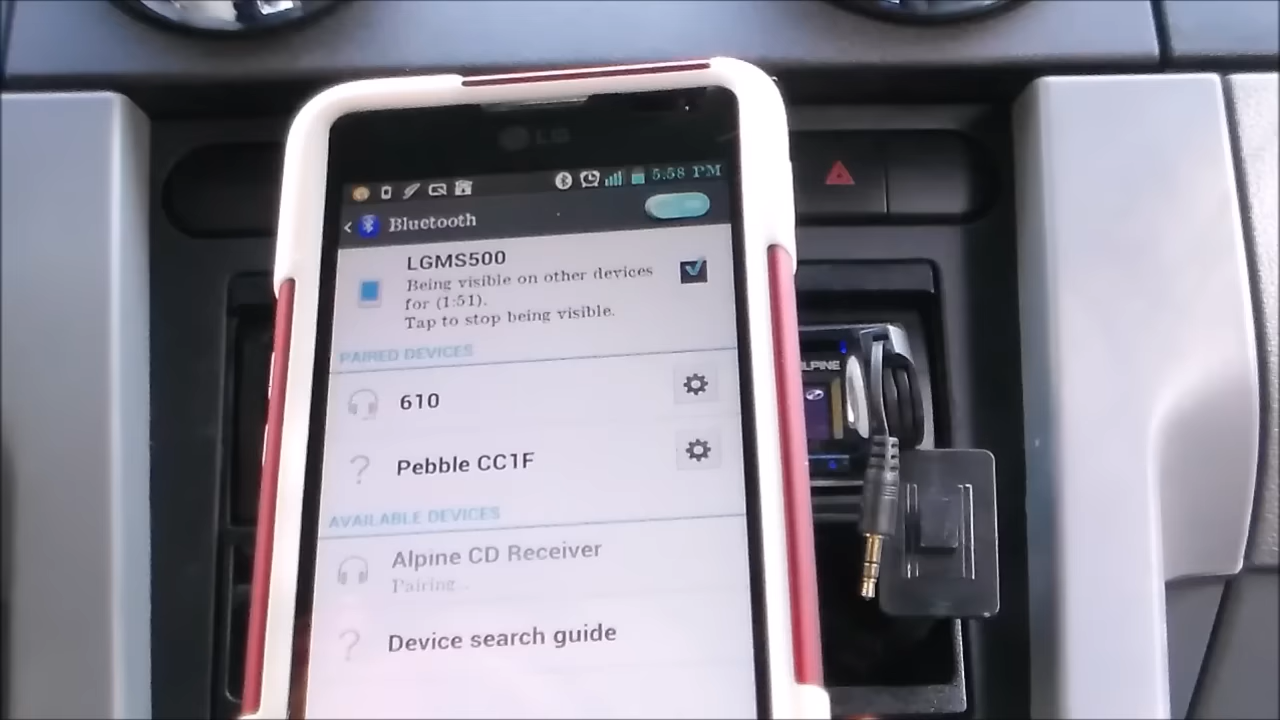 LG
5:58 PM
Bluetooth
LGMS500
Being visible on other devices
for (1:51).
Tap to stop being visible.
PAIRED DEVICES
610
Pebble CC1F
AVAILABLE DEVICES
Alpine CD Receiver
Pairing...
Device search guide
ALPINE